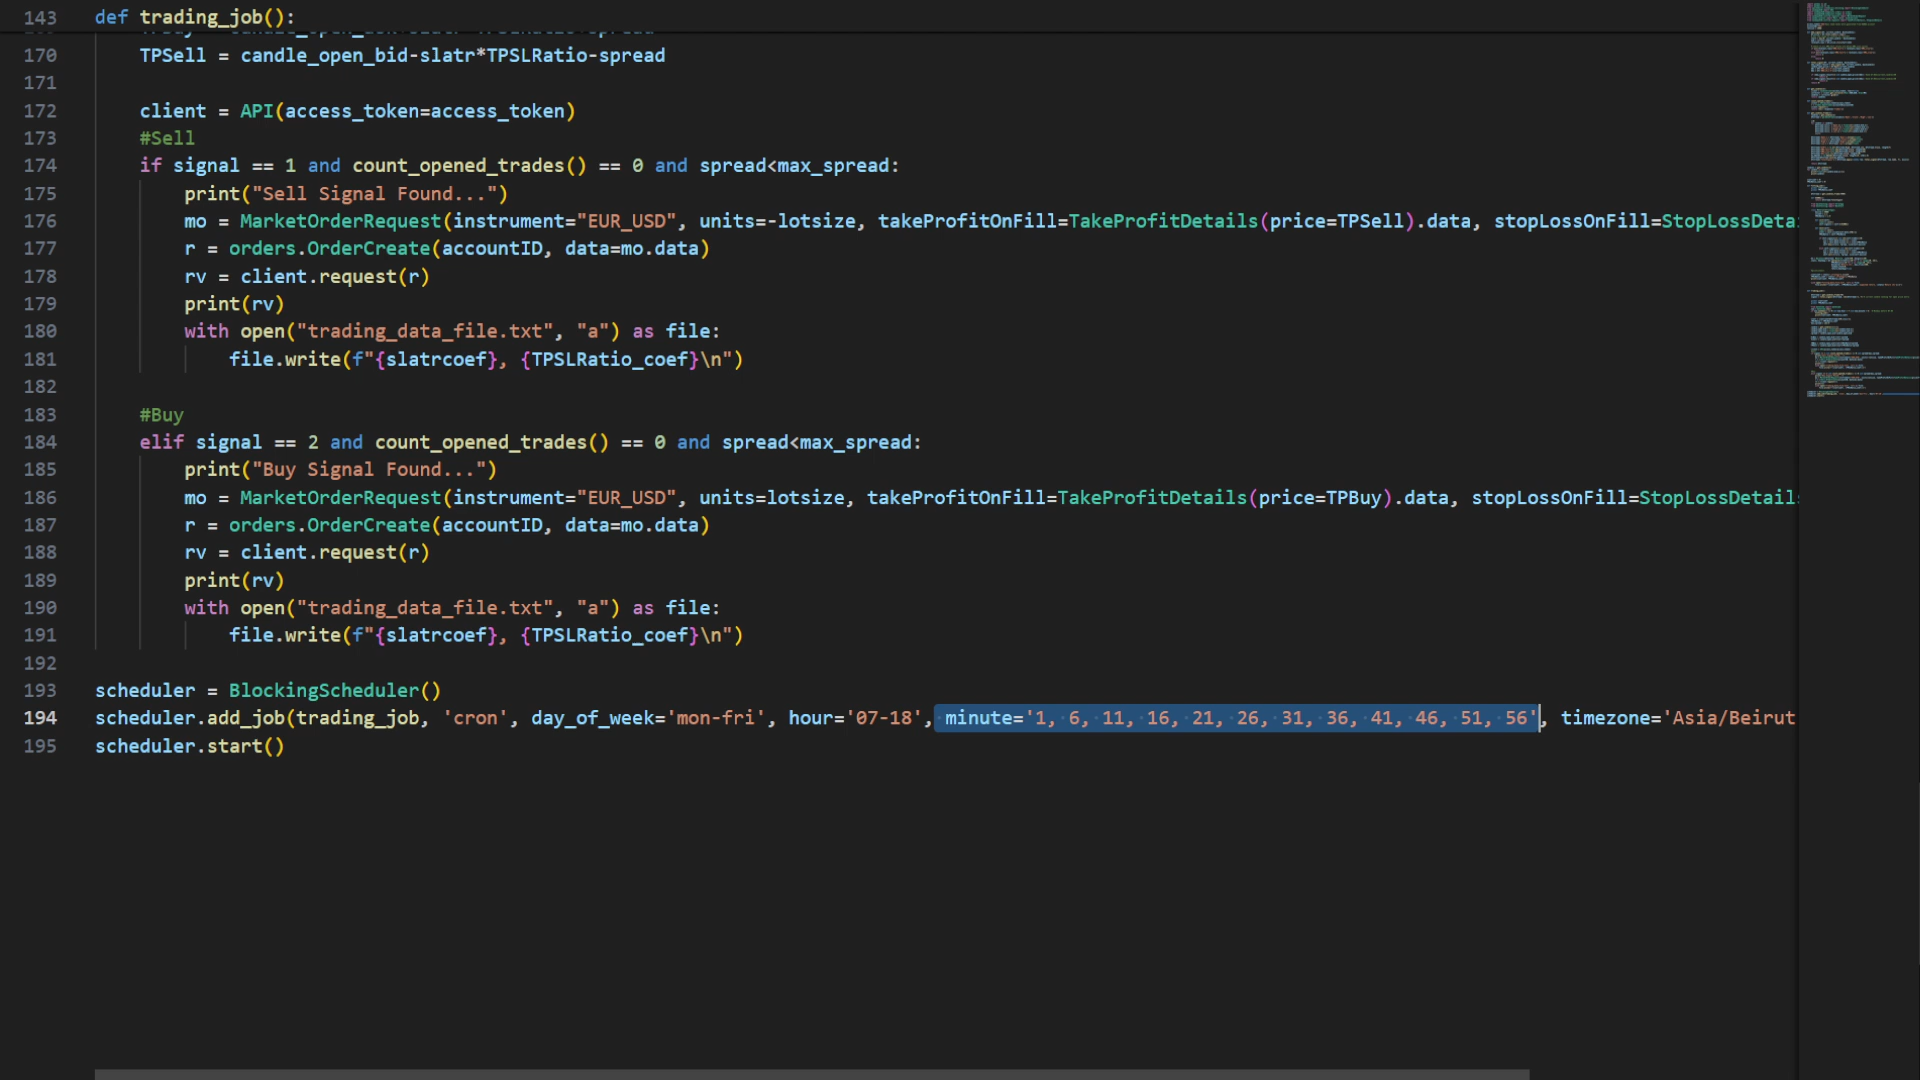 143 def trading_job():
170 TPSell = candle_open_bid-slatr*TPSLRatio-spread
171
172 client = API(access_token=access_token)
173 #Sell
174 if signal == 1 and count_opened_trades() == 0 and spread<max_spread:
175 print("Sell Signal Found...")
176 mo = MarketOrderRequest(instrument="EUR_USD", units=-lotsize, takeProfitOnFill=TakeProfitDetails(price=TPSell).data, stopLossOnFill=StopLossDetai
177 r = orders.OrderCreate(accountID, data=mo.data)
178 rv = client.request(r)
179 print(rv)
180 with open("trading_data_file.txt", "a") as file:
181 file.write(f"{slatrcoef}, {TPSLRatio_coef}\n")
182
183 #Buy
184 elif signal == 2 and count_opened_trades() == 0 and spread<max_spread:
185 print("Buy Signal Found...")
186 mo = MarketOrderRequest(instrument="EUR_USD", units=lotsize, takeProfitOnFill=TakeProfitDetails(price=TPBuy).data, stopLossOnFill=StopLossDetails
187 r = orders.OrderCreate(accountID, data=mo.data)
188 rv = client.request(r)
189 print(rv)
190 with open("trading_data_file.txt", "a") as file:
191 file.write(f"{slatrcoef}, {TPSLRatio_coef}\n")
192
193 scheduler = BlockingScheduler()
194 scheduler.add_job(trading_job, 'cron', day_of_week='mon-fri', hour='07-18', minute='1, 6, 11, 16, 21, 26, 31, 36, 41, 46, 51, 56', timezone='Asia/Beirut
195 scheduler.start()